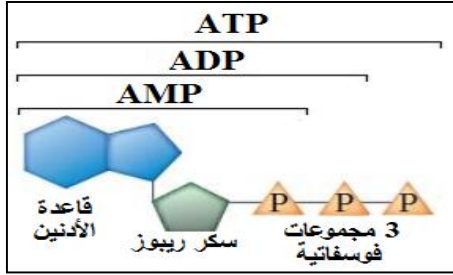 ATP
ADP
AMP
P P P
قاعدة
الأدنين
سكر ريبوز
3 مجموعات
فوسفاتية